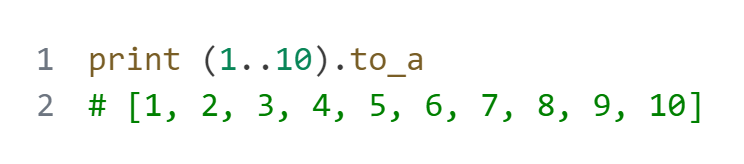 1 print (1..10).to_a
2 # [1, 2, 3, 4, 5, 6, 7, 8, 9, 10]